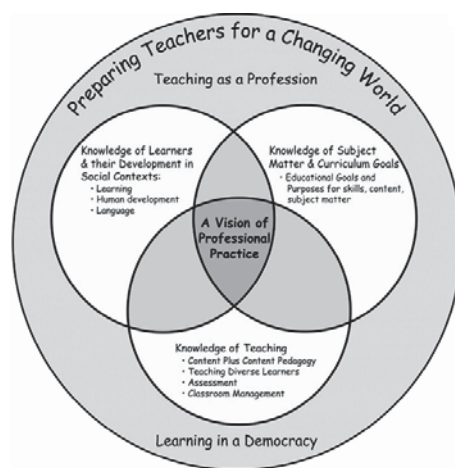 Preparing Teachers for a Changing World
Teaching as a Profession
Knowledge of Learners
& their Development in
Social Contexts:
• Learning
• Human development
• Language
Knowledge of Subject
Matter & Curriculum Goals
• Educational Goals and
Purposes for skills, content,
subject matter
A Vision of
Professional
Practice
Knowledge of Teaching
• Content Plus Content Pedagogy
• Teaching Diverse Learners
• Assessment
• Classroom Management
Learning in a Democracy